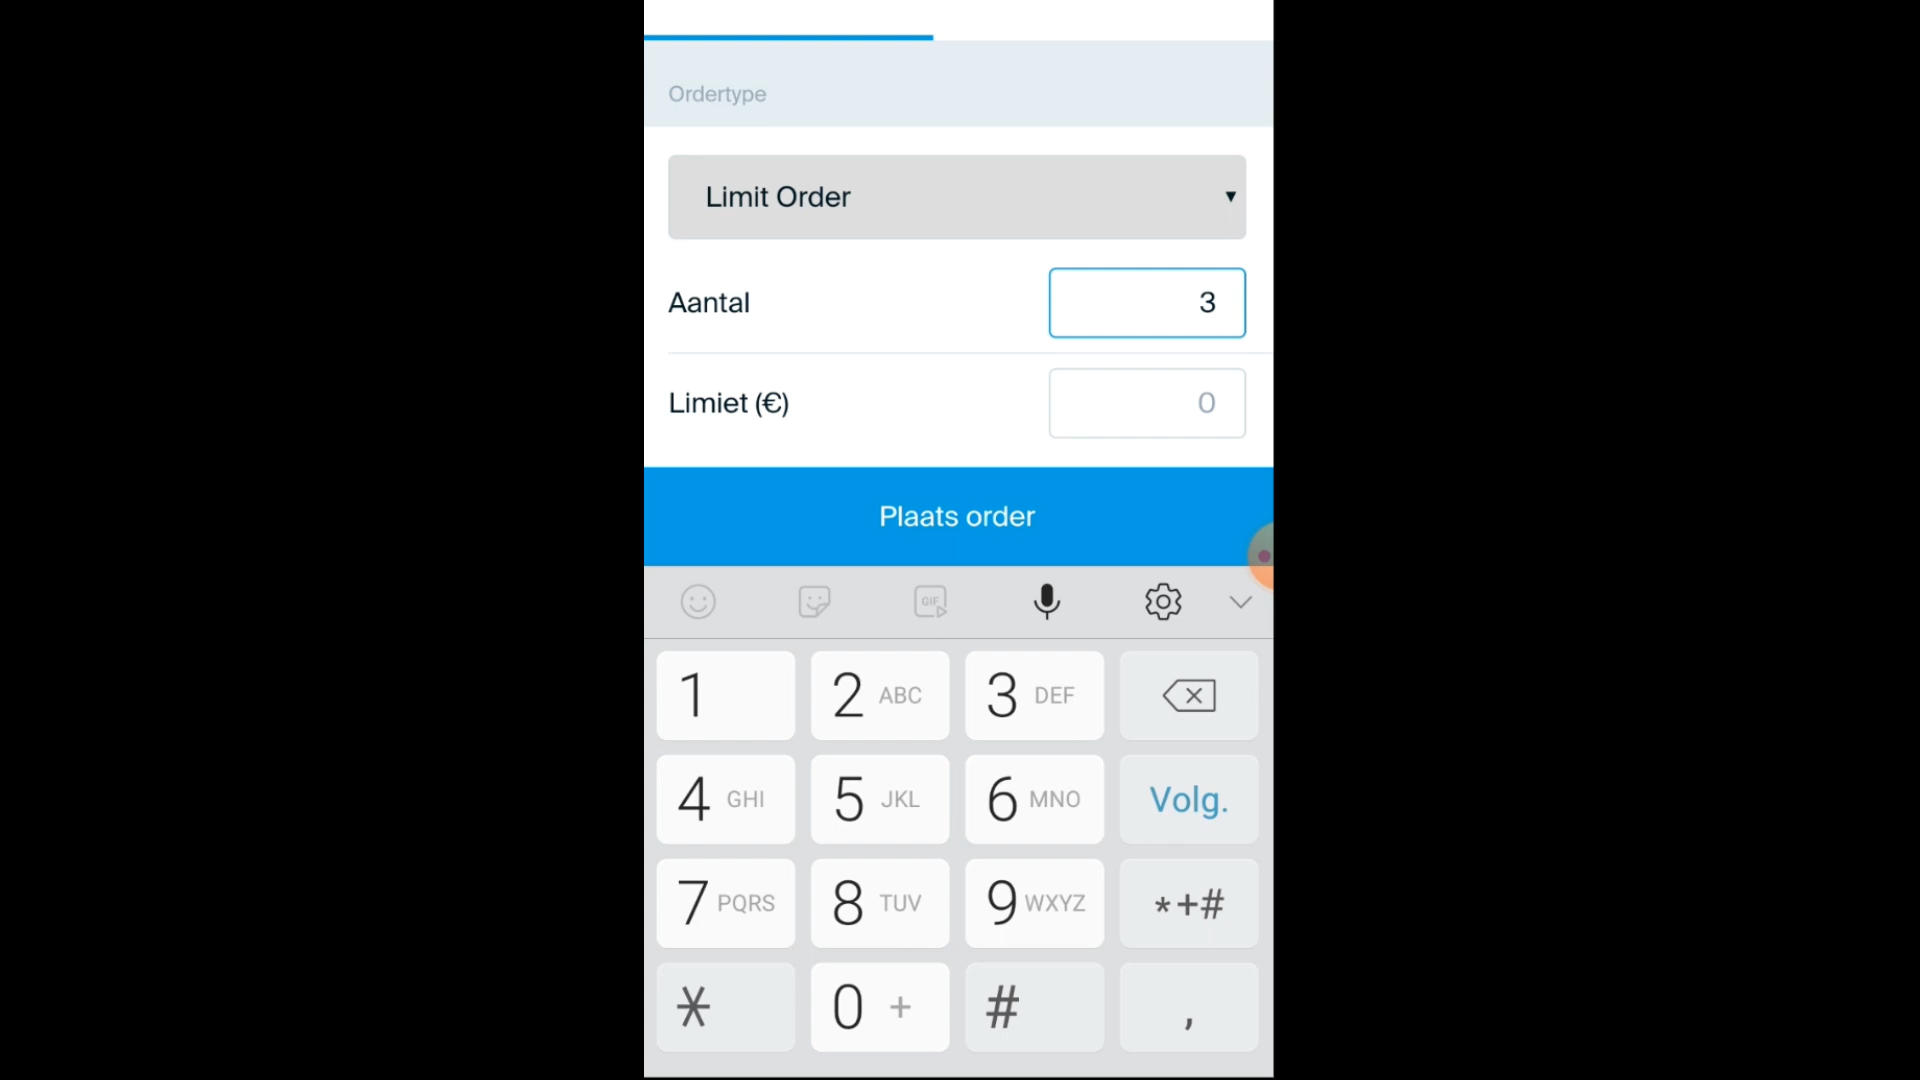 Ordertype
Limit Order
Aantal 3
Limiet (€) 0
Plaats order
GIF
1 2 ABC 3 DEF
4 GHI 5 JKL 6 MNO Volg.
7 PQRS 8 TUV 9 WXYZ *+#
* 0 + # ,